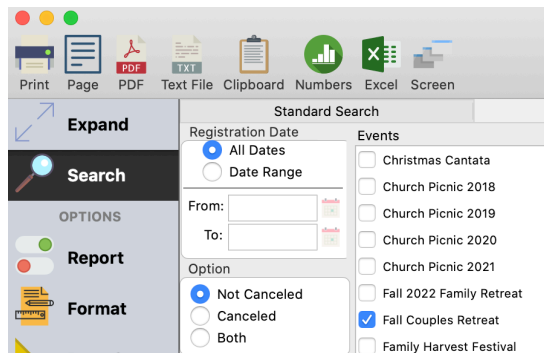 PDF
TXT
Print Page PDF Text File Clipboard Numbers Excel Screen
Expand
Search
OPTIONS
Report
Format
Standard Search
Registration Date
All Dates
Date Range
From:
To:
Option
Not Canceled
Canceled
Both
Events
Christmas Cantata
Church Picnic 2018
Church Picnic 2019
Church Picnic 2020
Church Picnic 2021
Fall 2022 Family Retreat
Fall Couples Retreat
Family Harvest Festival